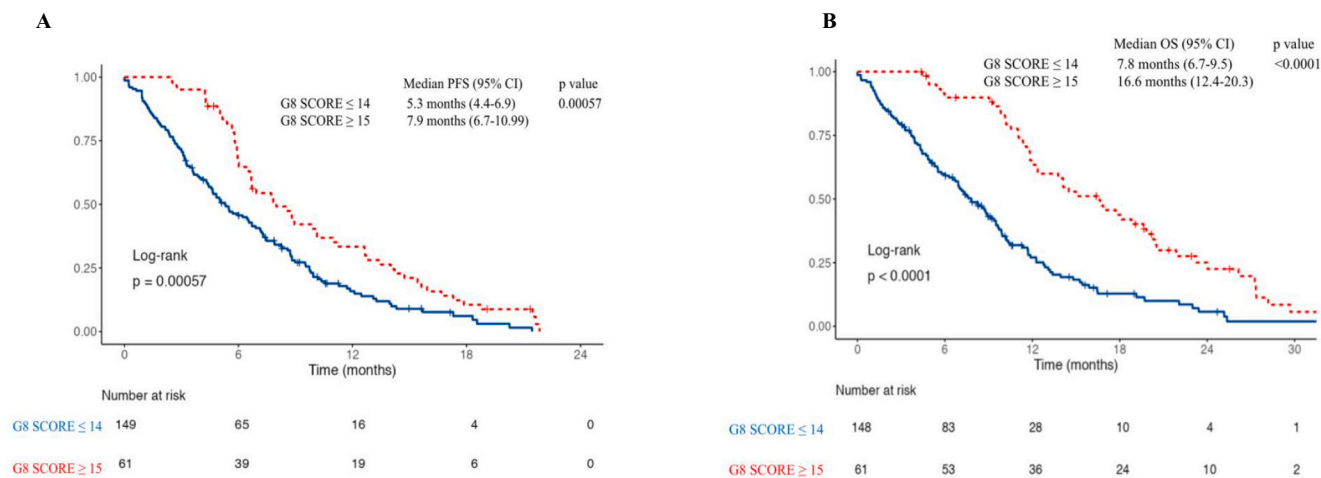 A
Median PFS (95% CI) p value
G8 SCORE ≤ 14 5.3 months (4.4-6.9) 0.00057
G8 SCORE ≥ 15 7.9 months (6.7-10.99)
1.00
0.75
0.50
0.25
0.00
Log-rank
p = 0.00057
0 6 12 18 24
Time (months)
Number at risk
G8 SCORE ≤ 14 149 65 16 4 0
G8 SCORE ≥ 15 61 39 19 6 0
B
Median OS (95% CI) p value
G8 SCORE ≤ 14 7.8 months (6.7-9.5) <0.0001
G8 SCORE ≥ 15 16.6 months (12.4-20.3)
1.00
0.75
0.50
0.25
0.00
Log-rank
p < 0.0001
0 6 12 18 24 30
Time (months)
Number at risk
G8 SCORE ≤ 14 148 83 28 10 4 1
G8 SCORE ≥ 15 61 53 36 24 10 2